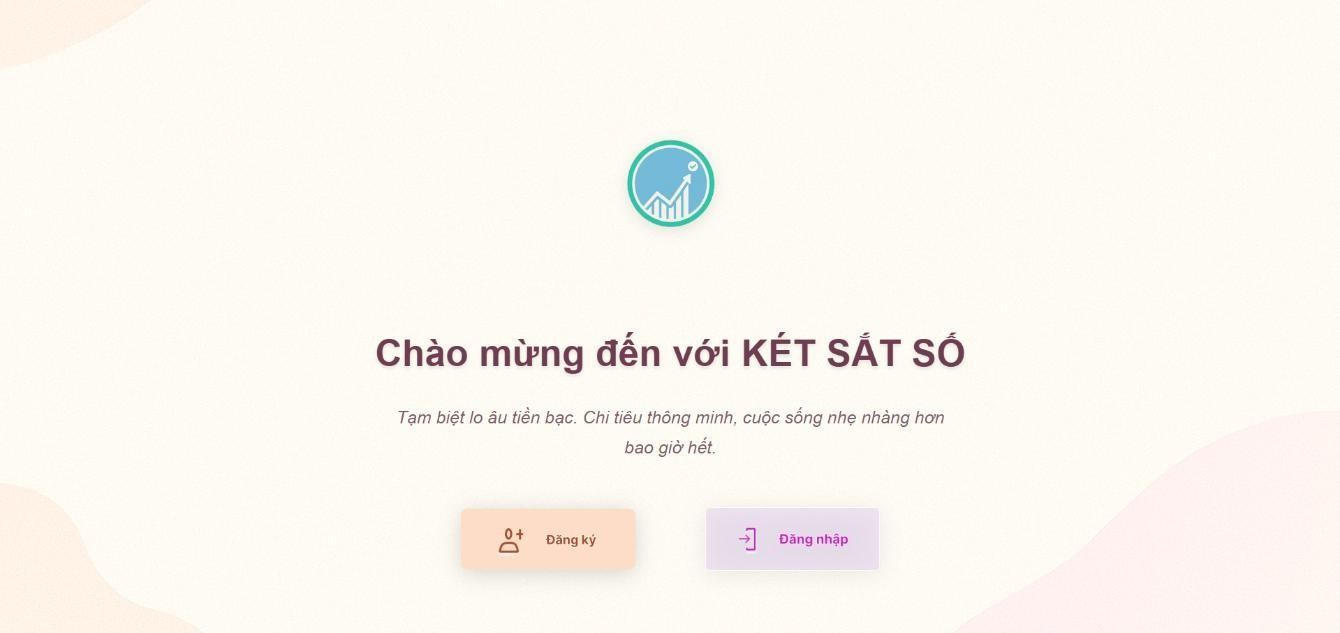 Chào mừng đến với KÉT SẮT SỐ
Tạm biệt lo âu tiền bạc. Chi tiêu thông minh, cuộc sống nhẹ nhàng hơn
bao giờ hết.
Đăng ký
Đăng nhập